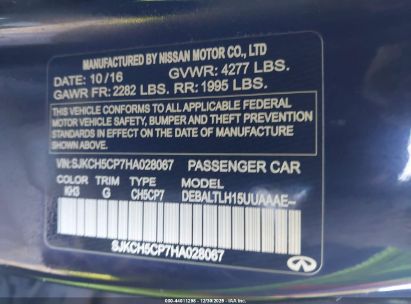 MANUFACTURED BY NISSAN MOTOR CO., LTD
DATE: 10/16 GVWR: 4277 LBS.
GAWR FR: 2282 LBS. RR: 1995 LBS.
THIS VEHICLE CONFORMS TO ALL APPLICABLE FEDERAL
MOTOR VEHICLE SAFETY, BUMPER AND THEFT PREVENTION
STANDARDS IN EFFECT ON THE DATE OF MANUFACTURE
SHOWN ABOVE.
VIN:SJKCH5CP7HA028067 PASSENGER CAR
COLOR TRIM TYPE MODEL
KH3 G CH5CP7 DEBALTLH15UUAAAE--
SJKCH5CP7HA028067